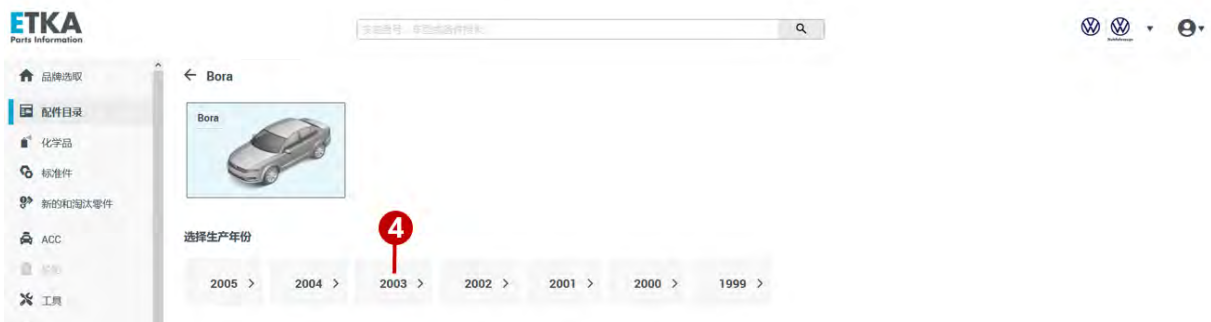 ETKA
Parts Information
品牌选取
配件目录
化学品
标准件
新的和淘汰零件
ACC
工具
← Bora
Bora
选择生产年份
4
2005 > 2004 > 2003 > 2002 > 2001 > 2000 > 1999 >